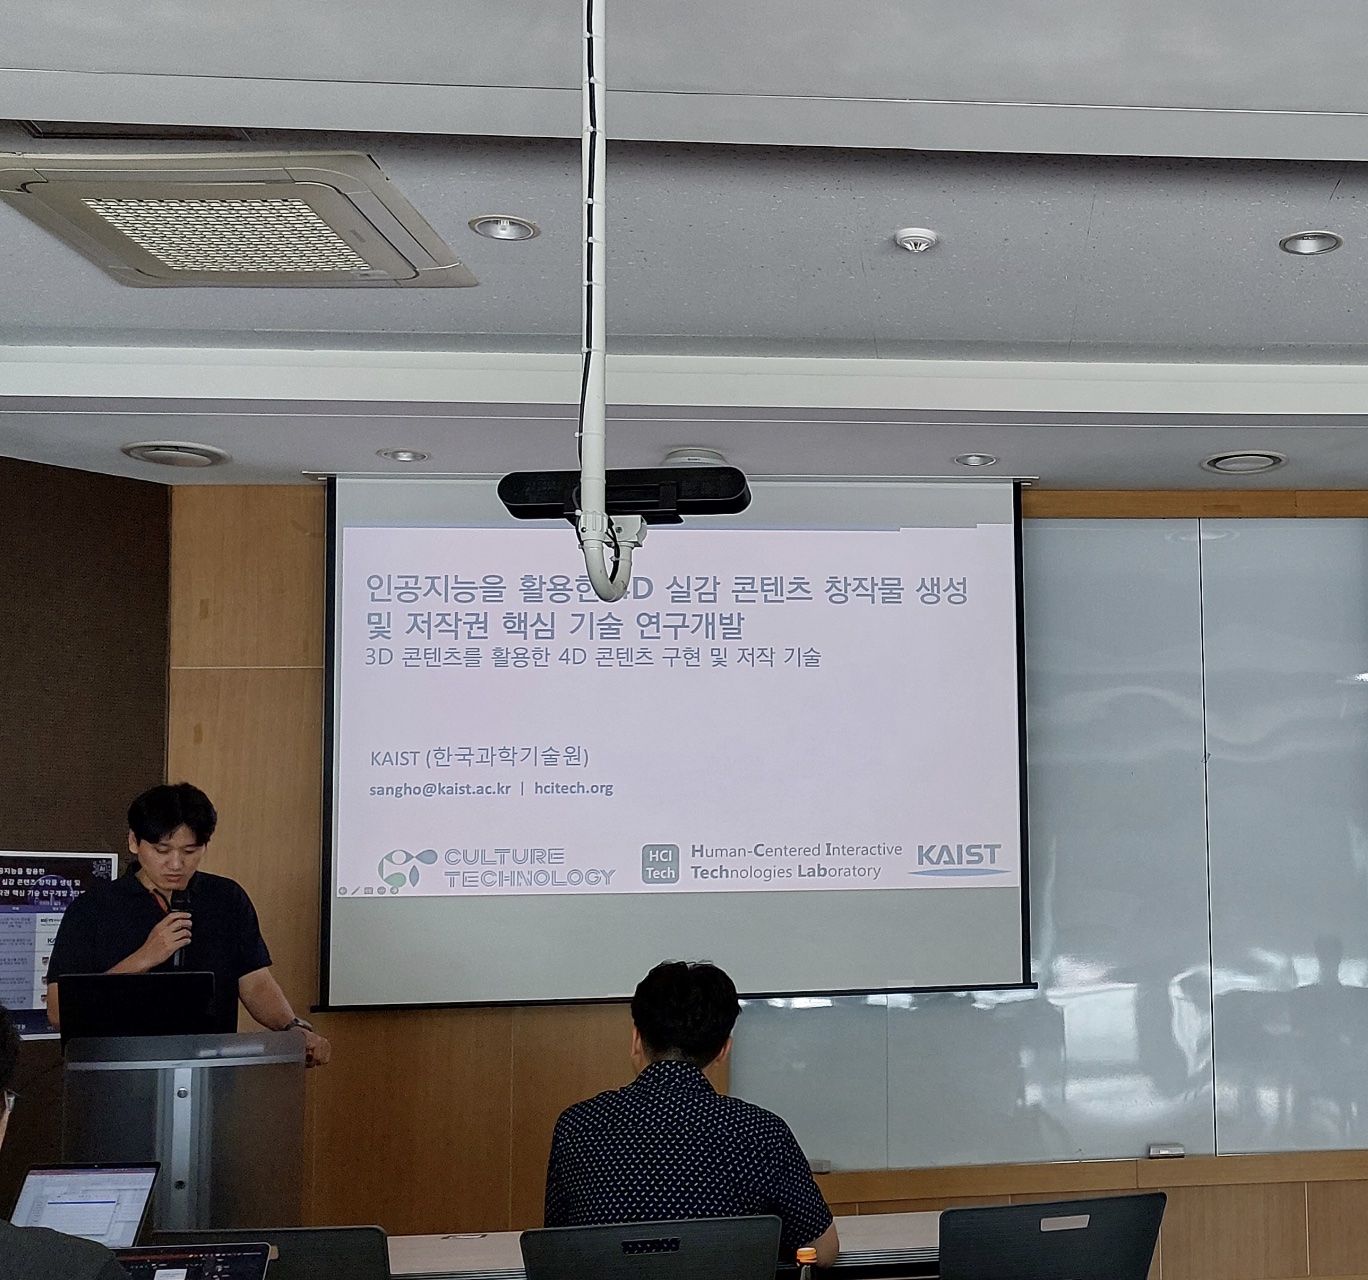 인공지능을 활용한 4D 실감 콘텐츠 창작물 생성
및 저작권 핵심 기술 연구개발
3D 콘텐츠를 활용한 4D 콘텐츠 구현 및 저작 기술
KAIST (한국과학기술원)
sangho@kaist.ac.kr | hcitech.org
CULTURE
TECHNOLOGY
HCI
Tech
Human-Centered Interactive
Technologies Laboratory
KAIST